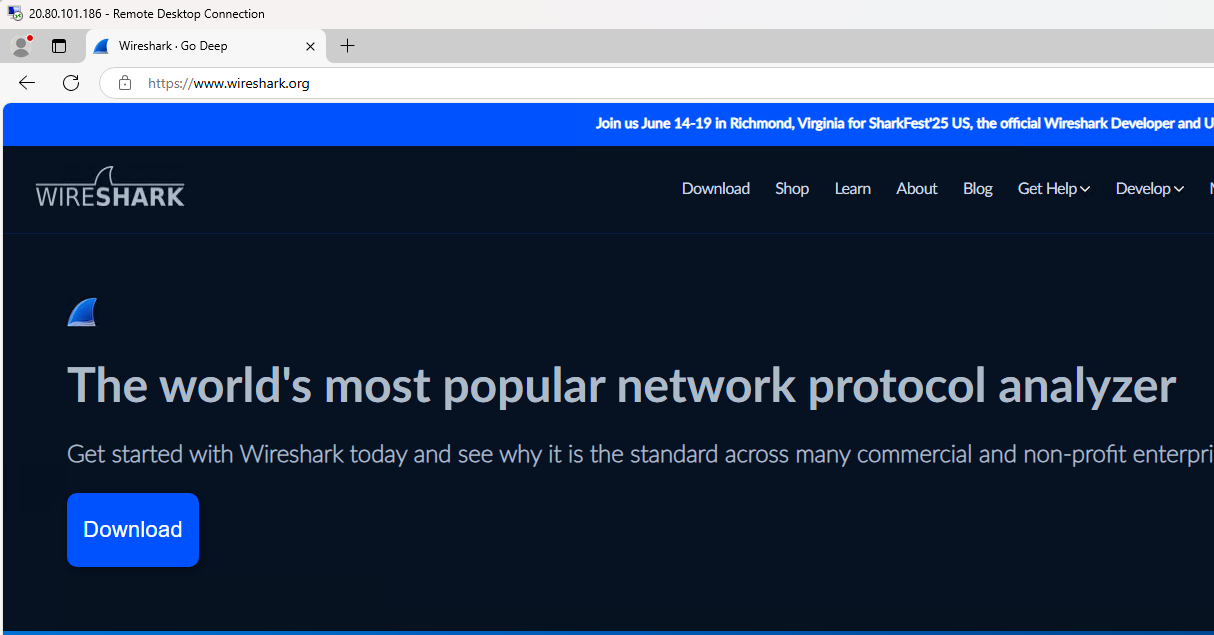 20.80.101.186 - Remote Desktop Connection
Wireshark · Go Deep
https://www.wireshark.org
Join us June 14-19 in Richmond, Virginia for SharkFest'25 US, the official Wireshark Developer and U
WIRESHARK
Download Shop Learn About Blog Get Help Develop
The world's most popular network protocol analyzer
Get started with Wireshark today and see why it is the standard across many commercial and non-profit enterpri
Download